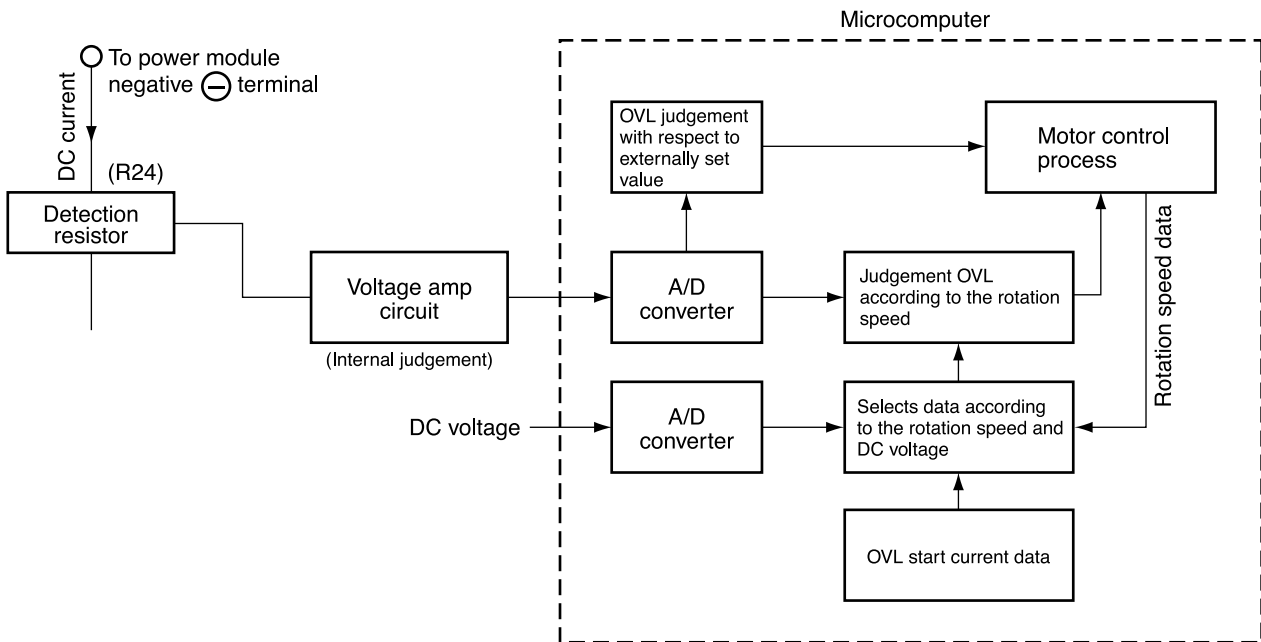 Microcomputer
To power module
negative ⊖ terminal
DC current
(R24)
Detection
resistor
Voltage amp
circuit
(Internal judgement)
OVL judgement
with respect to
externally set
value
Motor control
process
A/D
converter
Judgement OVL
according to the rotation
speed
Rotation speed data
DC voltage
A/D
converter
Selects data according
to the rotation speed and
DC voltage
OVL start current data